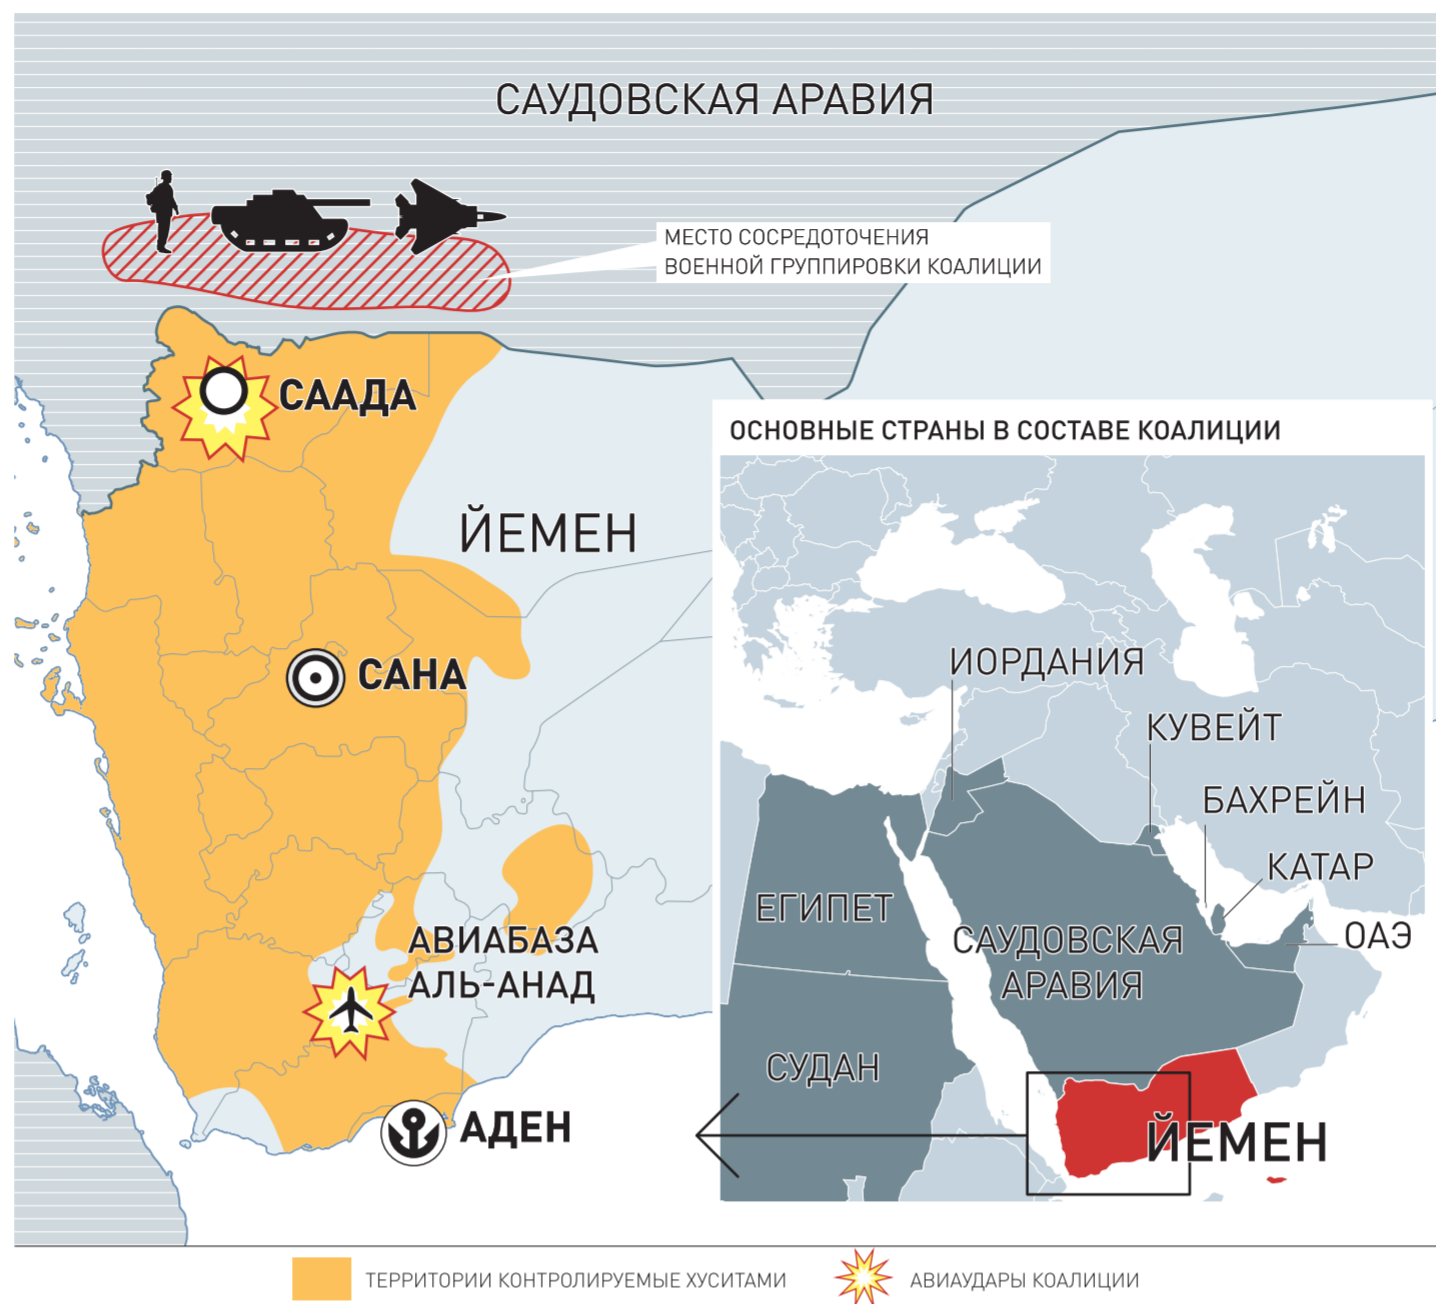 САУДОВСКАЯ АРАВИЯ
МЕСТО СОСРЕДОТОЧЕНИЯ
ВОЕННОЙ ГРУППИРОВКИ КОАЛИЦИИ
СААДА
ЙЕМЕН
САНА
АВИАБАЗА
АЛЬ-АНАД
АДЕН
ОСНОВНЫЕ СТРАНЫ В СОСТАВЕ КОАЛИЦИИ
ИОРДАНИЯ
КУВЕЙТ
БАХРЕЙН
КАТАР
ЕГИПЕТ
САУДОВСКАЯ
АРАВИЯ
ОАЭ
СУДАН
ЙЕМЕН
ТЕРРИТОРИИ КОНТРОЛИРУЕМЫЕ ХУСИТАМИ
АВИАУДАРЫ КОАЛИЦИИ